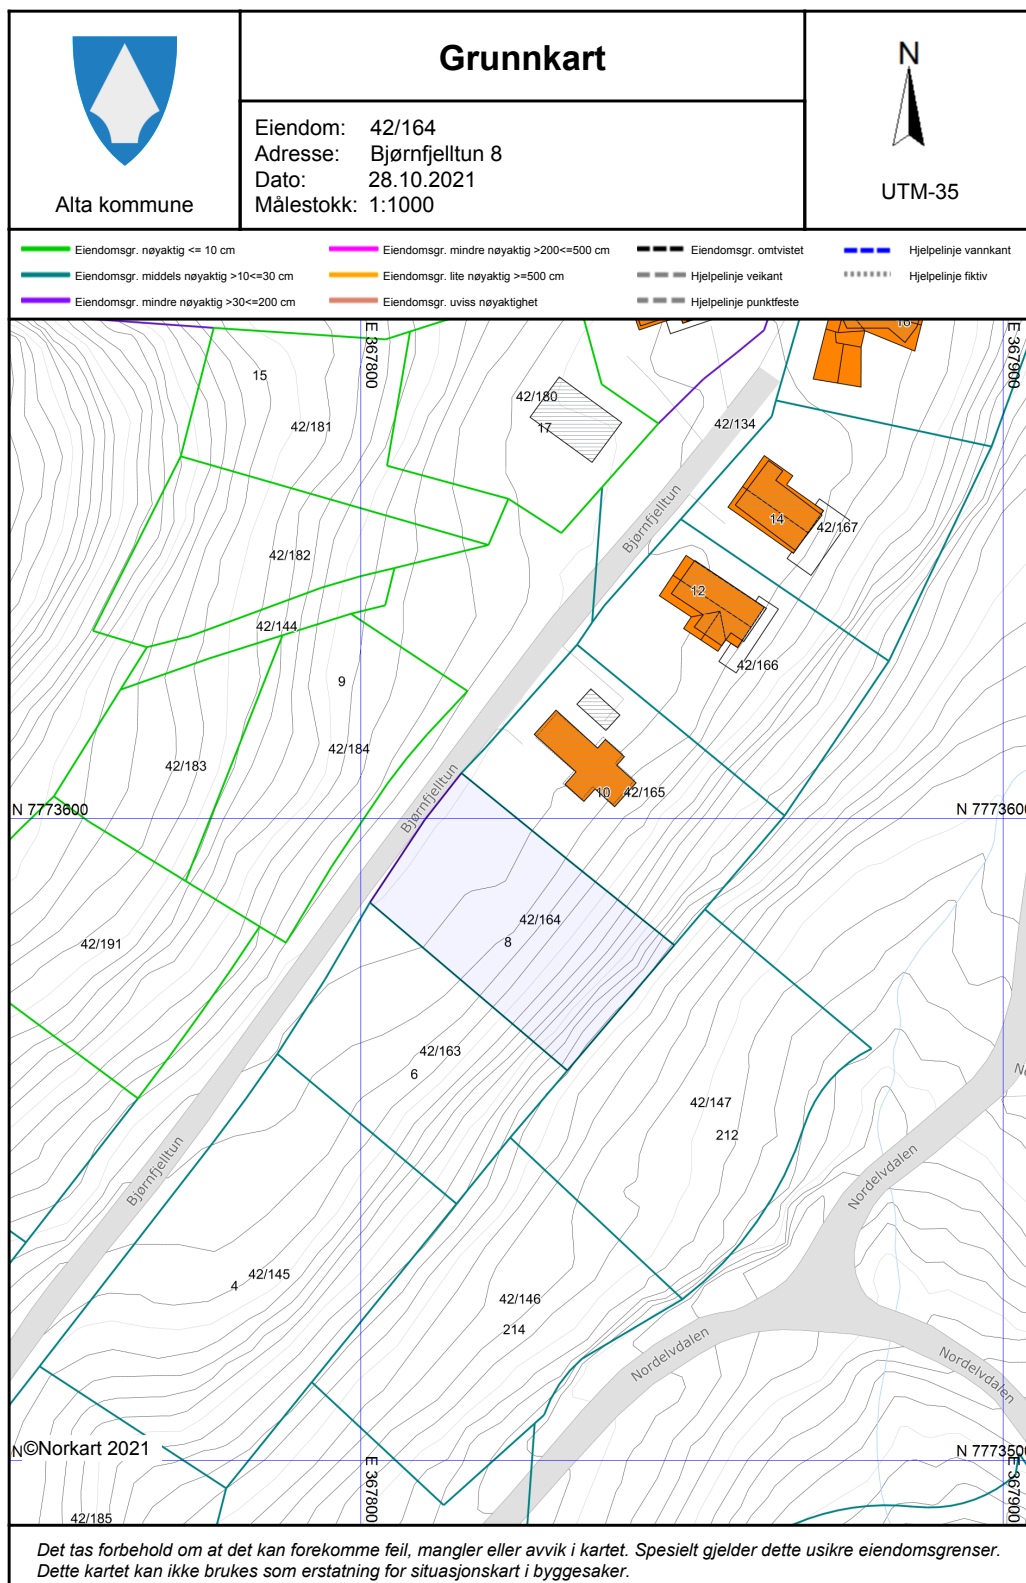 Grunnkart
Alta kommune
Eiendom: 42/164
Adresse: Bjørnfjelltun 8
Dato: 28.10.2021
Målestokk: 1:1000
N
UTM-35
Eiendomsgr. nøyaktig <= 10 cm
Eiendomsgr. middels nøyaktig >10<=30 cm
Eiendomsgr. mindre nøyaktig >30<=200 cm
Eiendomsgr. mindre nøyaktig >200<=500 cm
Eiendomsgr. lite nøyaktig >=500 cm
Eiendomsgr. uviss nøyaktighet
Eiendomsgr. omtvistet
Hjelpelinje veikant
Hjelpelinje punktfeste
Hjelpelinje vannkant
Hjelpelinje fiktiv
E 367800
E 367900
16
15
42/181
42/180
17
42/134
Bjørnfjelltun
14
42/167
42/182
12
42/166
42/144
9
42/184
42/183
10
42/165
Bjørnfjelltun
N 7773600
N 7773600
42/164
8
42/191
42/163
6
42/147
212
Nordelvdalen
Bjørnfjelltun
42/145
4
42/146
214
Nordelvdalen
Nordelvdalen
N
©Norkart 2021
N 7773500
E 367800
E 367900
42/185
Det tas forbehold om at det kan forekomme feil, mangler eller avvik i kartet. Spesielt gjelder dette usikre eiendomsgrenser.
Dette kartet kan ikke brukes som erstatning for situasjonskart i byggesaker.